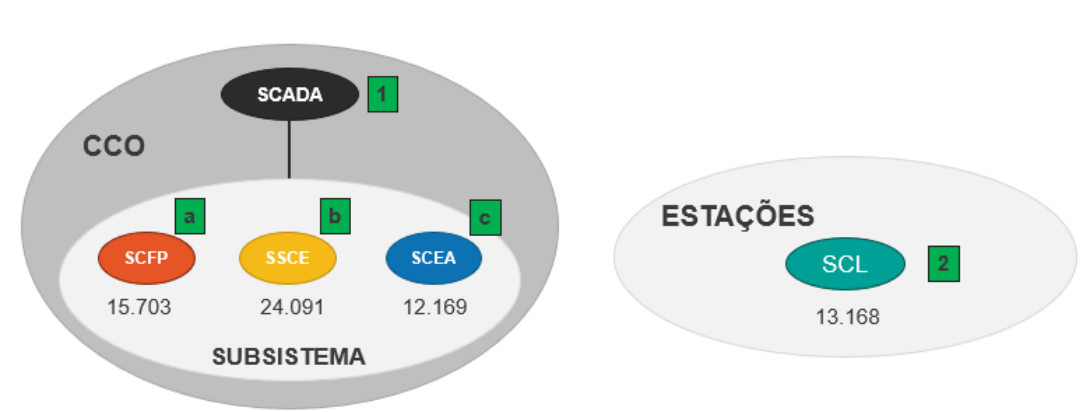 SCADA
1
CCO
a
b
c
SCFP
SSCE
SCEA
15.703
24.091
12.169
SUBSISTEMA
ESTAÇÕES
SCL
2
13.168